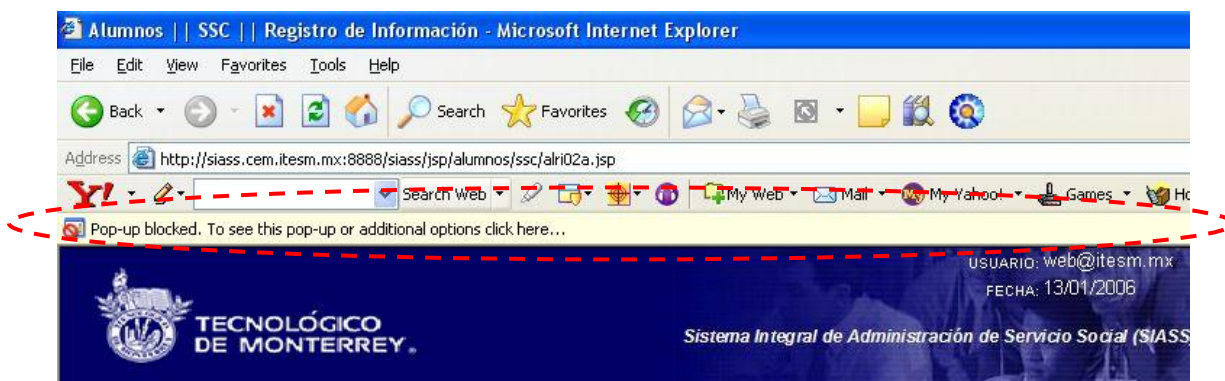 Alumnos || SSC || Registro de Información - Microsoft Internet Explorer
File Edit View Favorites Tools Help
Back Search Favorites
Address http://siass.cem.itesm.mx:8888/siass/jsp/alumnos/ssc/alri02a.jsp
Y! Search Web My Web Mail My Yahoo! Games
Pop-up blocked. To see this pop-up or additional options click here...
USUARIO: web@itesm.mx
FECHA: 13/01/2006
TECNOLÓGICO
DE MONTERREY.
Sistema Integral de Administración de Servicio Social (SIASS